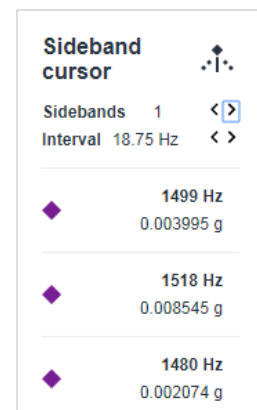 Sideband
cursor
Sidebands 1 < >
Interval 18.75 Hz < >
1499 Hz
0.003995 g
1518 Hz
0.008545 g
1480 Hz
0.002074 g